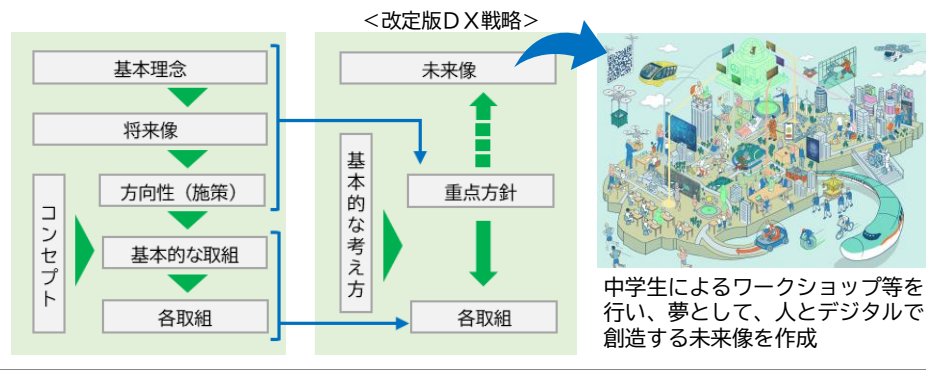 ＜改定版ＤＸ戦略＞
基本理念
将来像
方向性（施策）
コンセプト
基本的な取組
各取組
未来像
基本的な考え方
重点方針
各取組
中学生によるワークショップ等を
行い、夢として、人とデジタルで
創造する未来像を作成